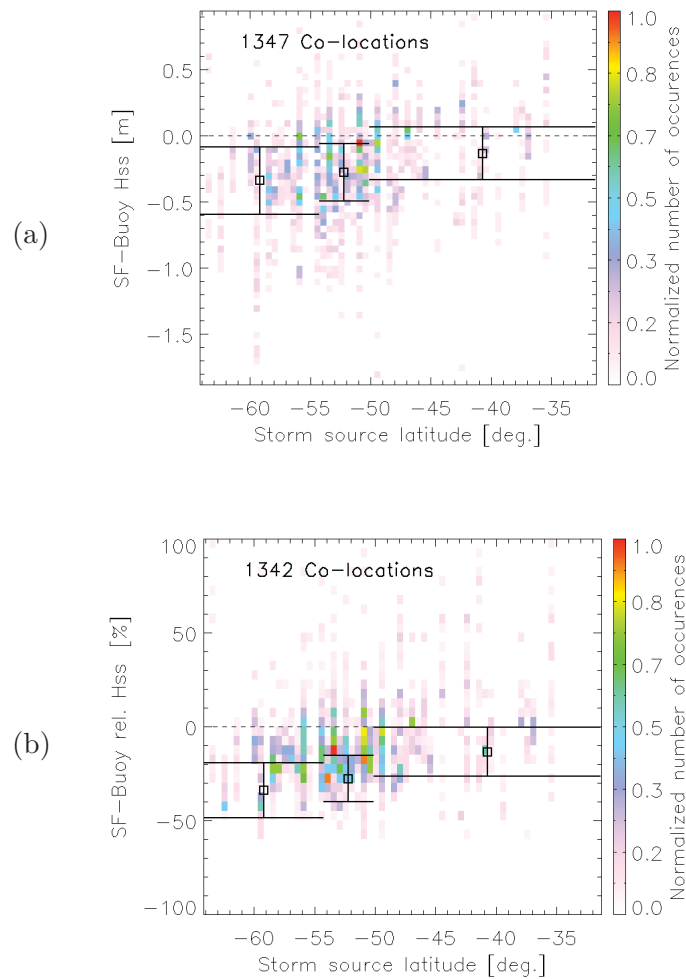 (a)
1347 Co-locations
SF-Buoy Hss [m]
0.5
0.0
-0.5
-1.0
-1.5
-60 -55 -50 -45 -40 -35
Storm source latitude [deg.]
1.0
0.8
0.7
0.5
0.3
0.2
0.0
Normalized number of occurences
(b)
1342 Co-locations
SF-Buoy rel. Hss [%]
100
50
0
-50
-100
-60 -55 -50 -45 -40 -35
Storm source latitude [deg.]
1.0
0.8
0.7
0.5
0.3
0.2
0.0
Normalized number of occurences